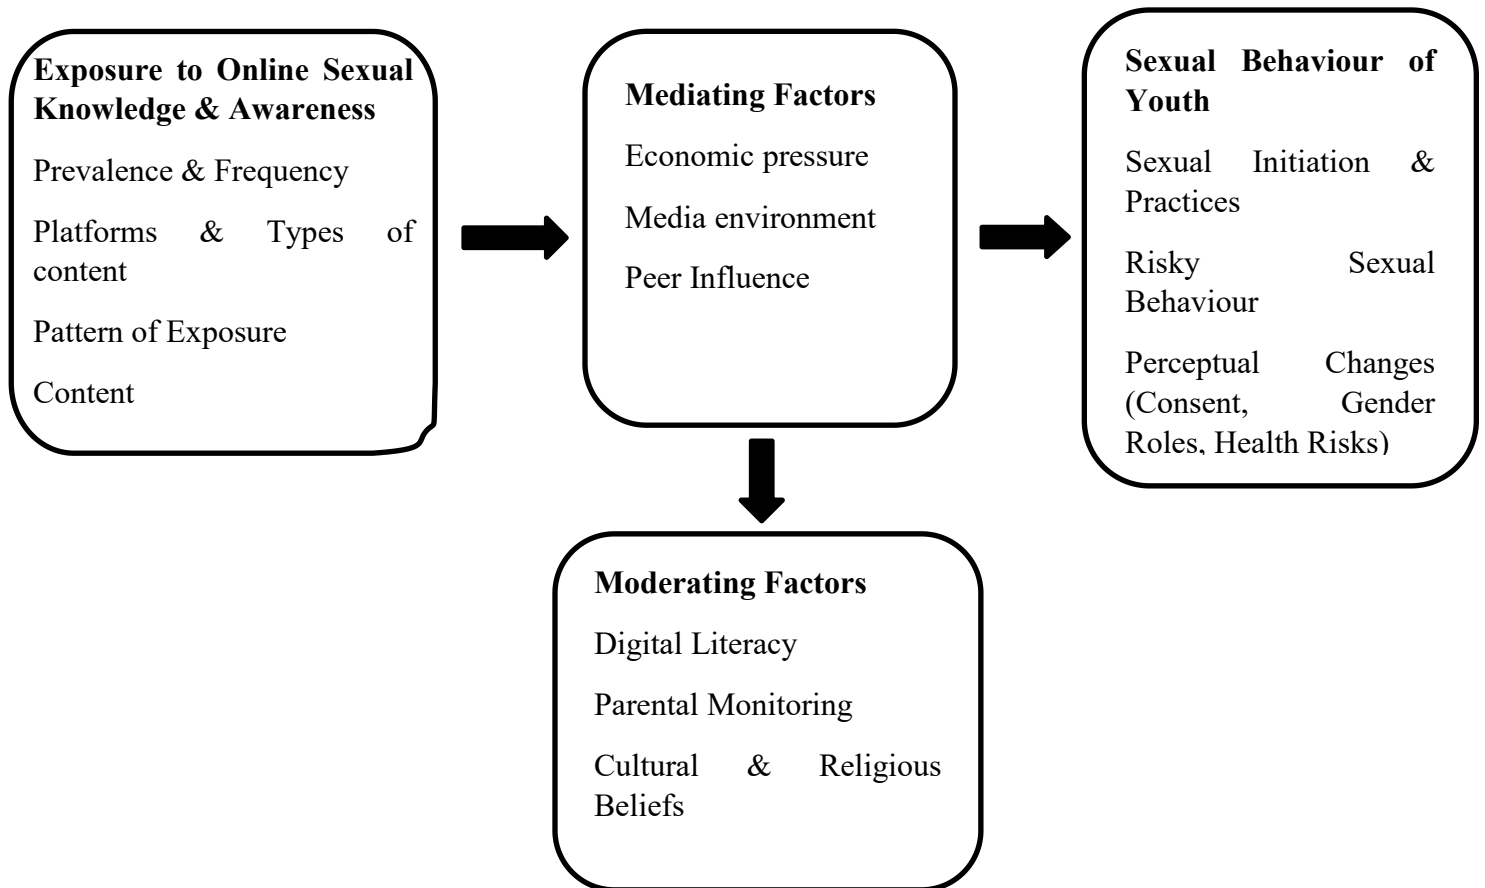 Exposure to Online Sexual
Knowledge & Awareness
Prevalence & Frequency
Platforms & Types of
content
Pattern of Exposure
Content
Mediating Factors
Economic pressure
Media environment
Peer Influence
Sexual Behaviour of
Youth
Sexual Initiation &
Practices
Risky Sexual
Behaviour
Perceptual Changes
(Consent, Gender
Roles, Health Risks)
Moderating Factors
Digital Literacy
Parental Monitoring
Cultural & Religious
Beliefs